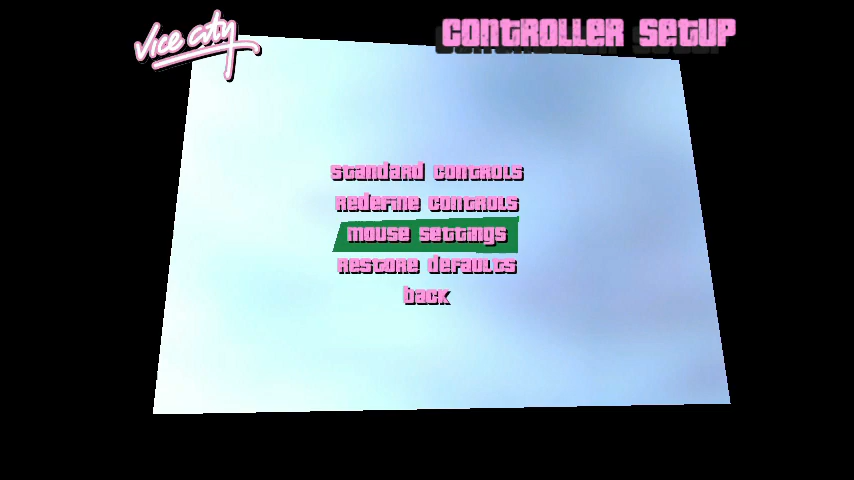 Vice City
CONTROLLER SETUP
STANDARD CONTROLS
REDEFINE CONTROLS
MOUSE SETTINGS
RESTORE DEFAULTS
BACK